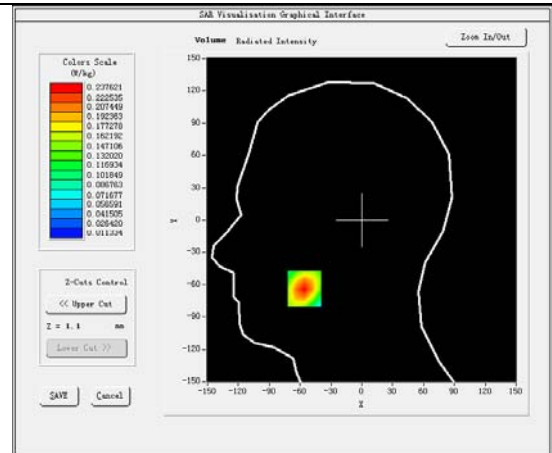 SAR Visualisation Graphical Interface
Volume Radiated Intensity
Zoom In/Out
Colors Scale
(W/kg)
0.237621
0.222535
0.207449
0.192363
0.177278
0.162192
0.147106
0.132020
0.116934
0.101849
0.086763
0.071677
0.056591
0.041505
0.026420
0.011334
Z-Cuts Control
<< Upper Cut
Z = 1.1 mm
Lower Cut >>
SAVE Cancel
150
120
90
60
30
0
-30
-60
-90
-120
-150
Y
-150 -120 -90 -60 -30 0 30 60 90 120 150
X